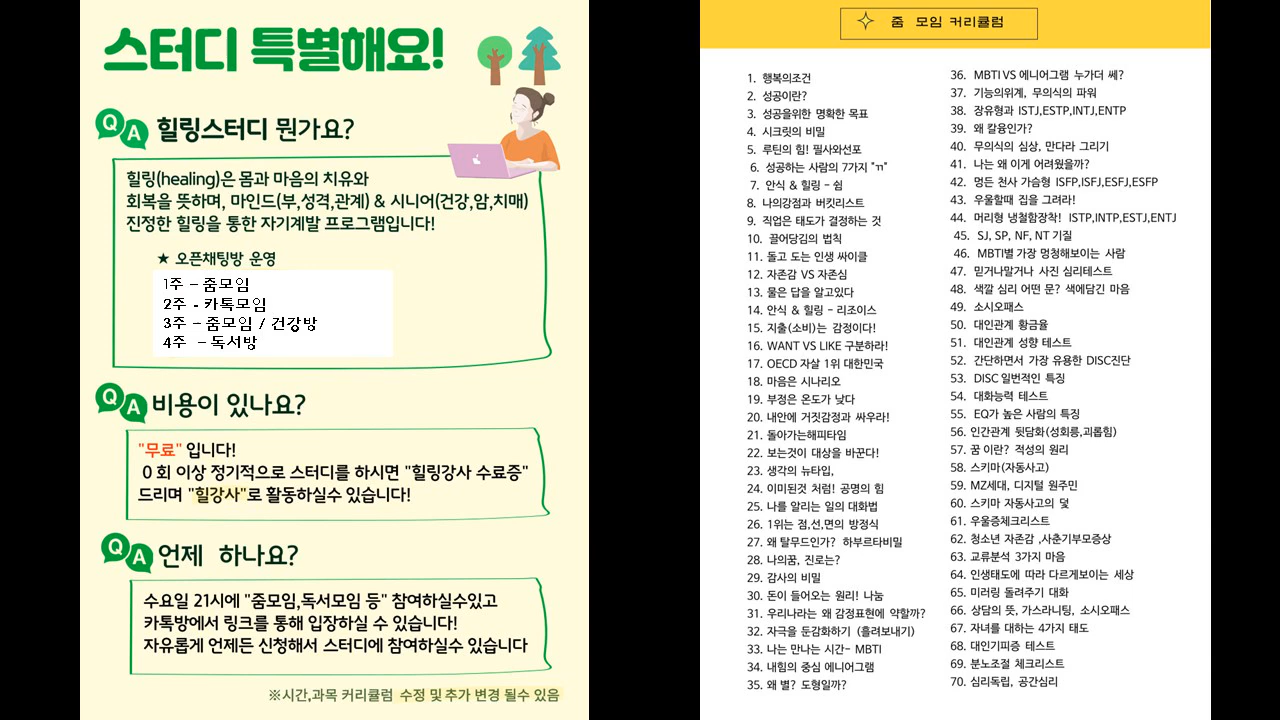 스터디 특별해요!
QA 힐링스터디 뭔가요?
힐링(healing)은 몸과 마음의 치유와
회복을 뜻하며, 마인드(부,성격,관계) & 시니어(건강,암,치매)
진정한 힐링을 통한 자기계발 프로그램입니다!
★ 오픈채팅방 운영
1주 – 줌모임
2주 - 카톡모임
3주 – 줌모임 / 건강방
4주 – 독서방
QA 비용이 있나요?
"무료" 입니다!
0 회 이상 정기적으로 스터디를 하시면 "힐링강사 수료증"
드리며 "힐강사"로 활동하실수 있습니다!
QA 언제 하나요?
수요일 21시에 "줌모임,독서모임 등" 참여하실수있고
카톡방에서 링크를 통해 입장하실 수 있습니다!
자유롭게 언제든 신청해서 스터디에 참여하실수 있습니다
※시간,과목 커리큘럼 수정 및 추가 변경 될수 있음
줌 모임 커리큘럼
1. 행복의조건
2. 성공이란?
3. 성공을위한 명확한 목표
4. 시크릿의 비밀
5. 루틴의 힘! 필사와선포
6. 성공하는 사람의 7가지 "ㄲ"
7. 안식 & 힐링 - 쉼
8. 나의강점과 버킷리스트
9. 직업은 태도가 결정하는 것
10. 끌어당김의 법칙
11. 돌고 도는 인생 싸이클
12. 자존감 VS 자존심
13. 물은 답을 알고있다
14. 안식 & 힐링 - 리조이스
15. 지출(소비)는 감정이다!
16. WANT VS LIKE 구분하라!
17. OECD 자살 1위 대한민국
18. 마음은 시나리오
19. 부정은 온도가 낮다
20. 내안에 거짓감정과 싸우라!
21. 돌아가는해피타임
22. 보는것이 대상을 바꾼다!
23. 생각의 뉴타입,
24. 이미된것 처럼! 공명의 힘
25. 나를 알리는 일의 대화법
26. 1위는 점,선,면의 방정식
27. 왜 탈무드인가? 하부르타비밀
28. 나의꿈, 진로는?
29. 감사의 비밀
30. 돈이 들어오는 원리! 나눔
31. 우리나라는 왜 감정표현에 약할까?
32. 자극을 둔감화하기 (흘려보내기)
33. 나는 만나는 시간- MBTI
34. 내힘의 중심 에니어그램
35. 왜 별? 도형일까?
36. MBTI VS 에니어그램 누가더 쎄?
37. 기능의위계, 무의식의 파워
38. 장유형과 ISTJ,ESTP,INTJ,ENTP
39. 왜 칼융인가?
40. 무의식의 심상, 만다라 그리기
41. 나는 왜 이게 어려웠을까?
42. 멍든 천사 가슴형 ISFP,ISFJ,ESFJ,ESFP
43. 우울할때 집을 그려라!
44. 머리형 냉철함장착! ISTP,INTP,ESTJ,ENTJ
45. SJ, SP, NF, NT 기질
46. MBTI별 가장 멍청해보이는 사람
47. 믿거나말거나 사진 심리테스트
48. 색깔 심리 어떤 문? 색에담긴 마음
49. 소시오패스
50. 대인관계 황금율
51. 대인관계 성향 테스트
52. 간단하면서 가장 유용한 DISC진단
53. DISC 일번적인 특징
54. 대화능력 테스트
55. EQ가 높은 사람의 특징
56. 인간관계 뒷담화(성회롱,괴롭힘)
57. 꿈 이란? 적성의 원리
58. 스키마(자동사고)
59. MZ세대, 디지털 원주민
60. 스키마 자동사고의 덫
61. 우울증체크리스트
62. 청소년 자존감 ,사춘기부모증상
63. 교류분석 3가지 마음
64. 인생태도에 따라 다르게보이는 세상
65. 미러링 돌려주기 대화
66. 상담의 뜻, 가스라니팅, 소시오패스
67. 자녀를 대하는 4가지 태도
68. 대인기피증 테스트
69. 분노조절 체크리스트
70. 심리독립, 공간심리